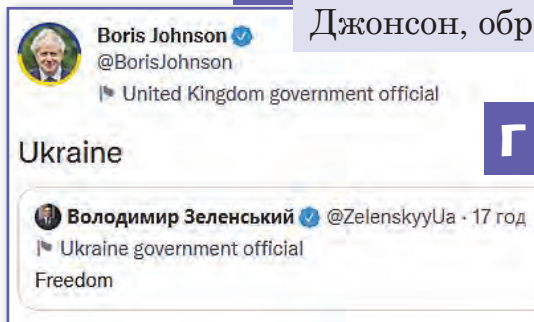 Джонсон, обр
Boris Johnson
@BorisJohnson
United Kingdom government official
г
Ukraine
Володимир Зеленський @ZelenskyyUa · 17 год
Ukraine government official
Freedom